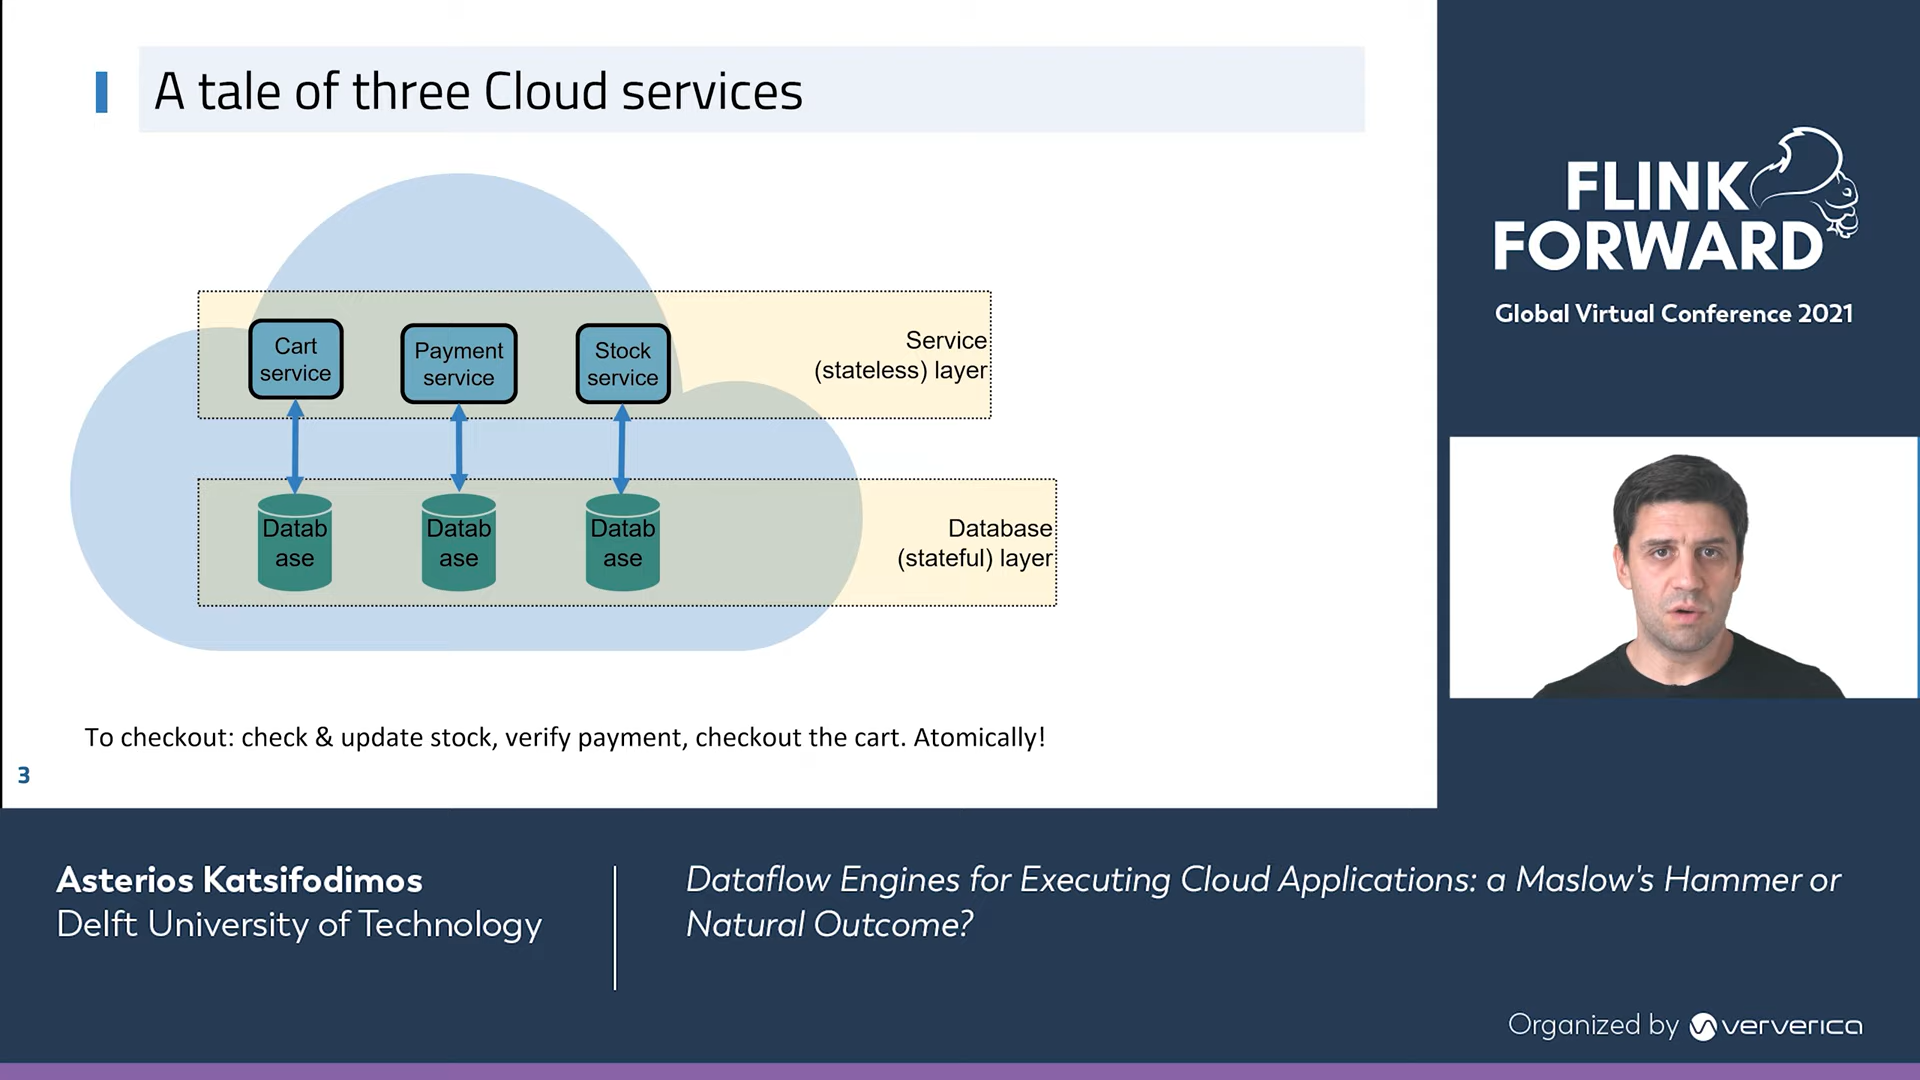 A tale of three Cloud services
Cart
service
Payment
service
Stock
service
Service
(stateless) layer
Datab
ase
Datab
ase
Datab
ase
Database
(stateful) layer
To checkout: check & update stock, verify payment, checkout the cart. Atomically!
3
FLINK
FORWARD
Global Virtual Conference 2021
Asterios Katsifodimos
Delft University of Technology
Dataflow Engines for Executing Cloud Applications: a Maslow's Hammer or
Natural Outcome?
Organized by ververica